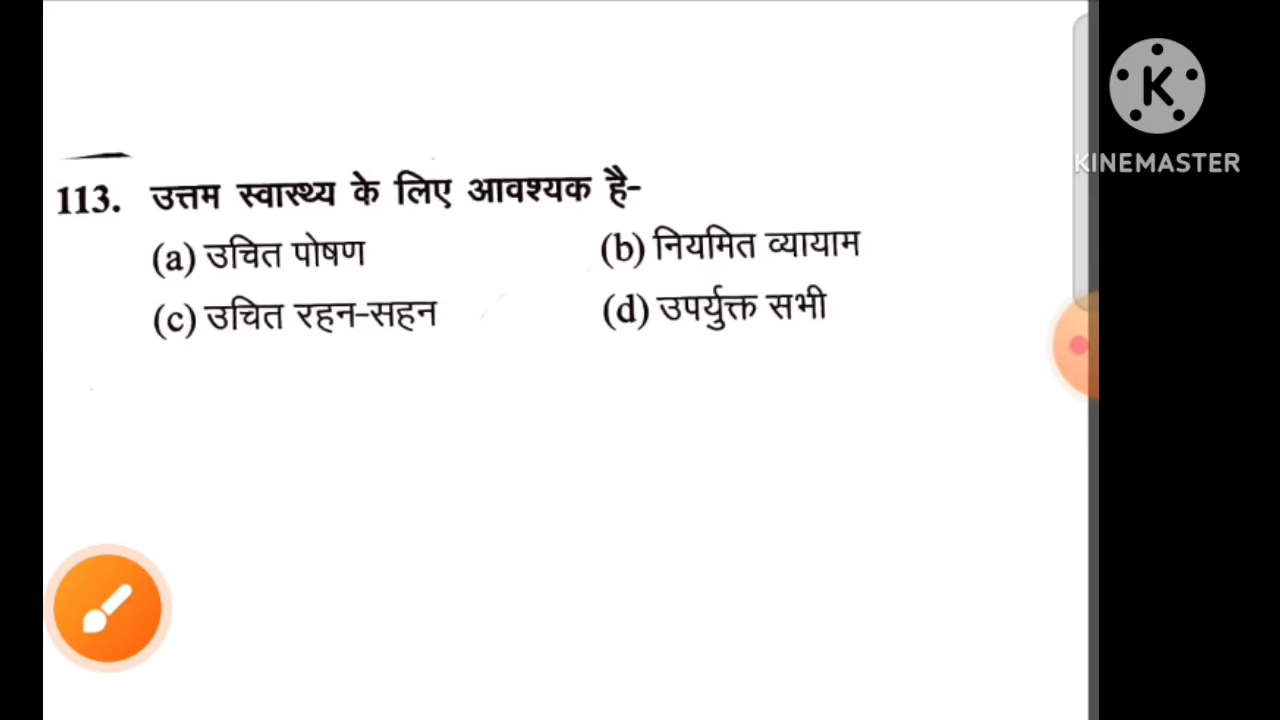 113. उत्तम स्वास्थ्य के लिए आवश्यक है-
(a) उचित पोषण (b) नियमित व्यायाम
(c) उचित रहन-सहन (d) उपर्युक्त सभी
K
KINEMASTER